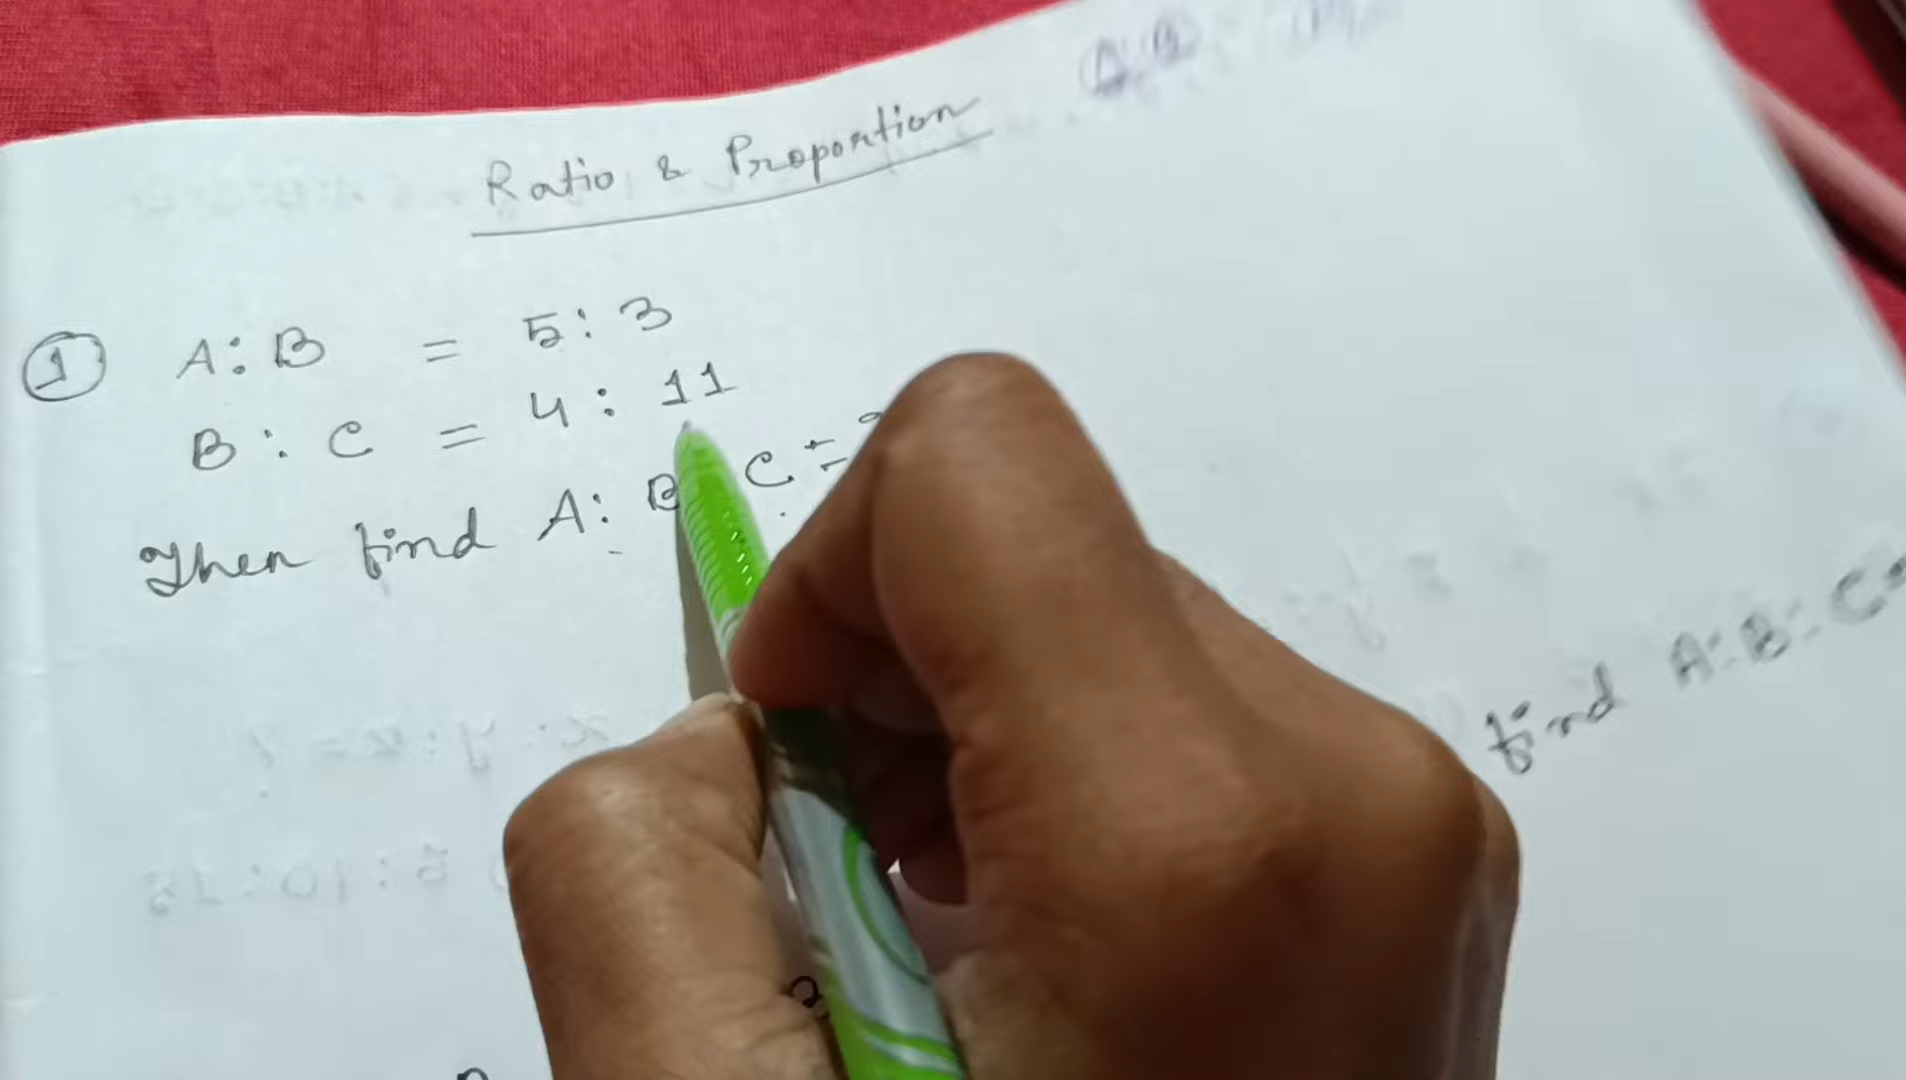 Ratio & Proportion
① A:B = 5:3
B:C = 4:11
Then find A: B C =
find A:B:C